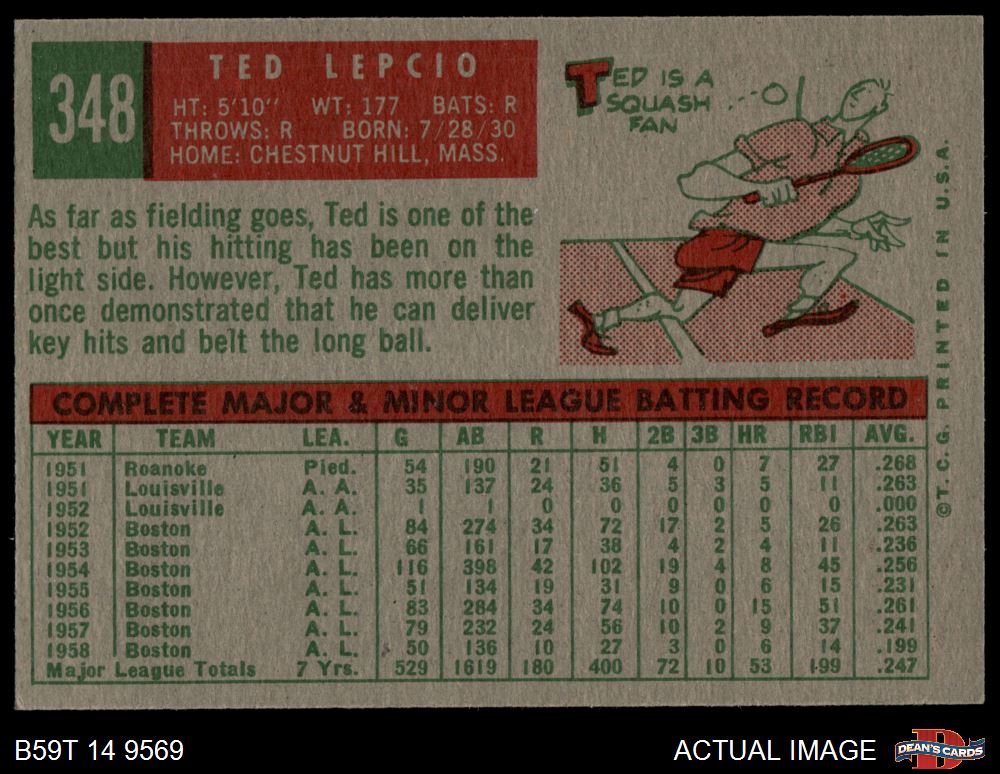 348
TED LEPCIO
HT: 5'10" WT: 177 BATS: R
THROWS: R BORN: 7/28/30
HOME: CHESTNUT HILL, MASS.
TED IS A
SQUASH
FAN
As far as fielding goes, Ted is one of the
best but his hitting has been on the
light side. However, Ted has more than
once demonstrated that he can deliver
key hits and belt the long ball.
COMPLETE MAJOR & MINOR LEAGUE BATTING RECORD
YEAR TEAM LEA. G AB R H 2B 3B HR RBI AVG.
1951 Roanoke Pied. 54 190 21 51 4 0 7 27 .268
1951 Louisville A. A. 35 137 24 36 5 3 5 11 .263
1952 Louisville A. A. 1 1 0 0 0 0 0 0 .000
1952 Boston A. L. 84 274 34 72 17 2 5 26 .263
1953 Boston A. L. 66 161 17 38 4 2 4 11 .236
1954 Boston A. L. 116 398 42 102 19 4 8 45 .256
1955 Boston A. L. 51 134 19 31 9 0 6 15 .231
1956 Boston A. L. 83 284 34 74 10 0 15 51 .261
1957 Boston A. L. 79 232 24 56 10 2 9 37 .241
1958 Boston A. L. 50 136 10 27 3 0 6 14 .199
Major League Totals 7 Yrs. 529 1619 180 400 72 10 53 199 .247
©T. C. G. PRINTED IN U.S.A.
B59T 14 9569
ACTUAL IMAGE
DEAN'S CARDS